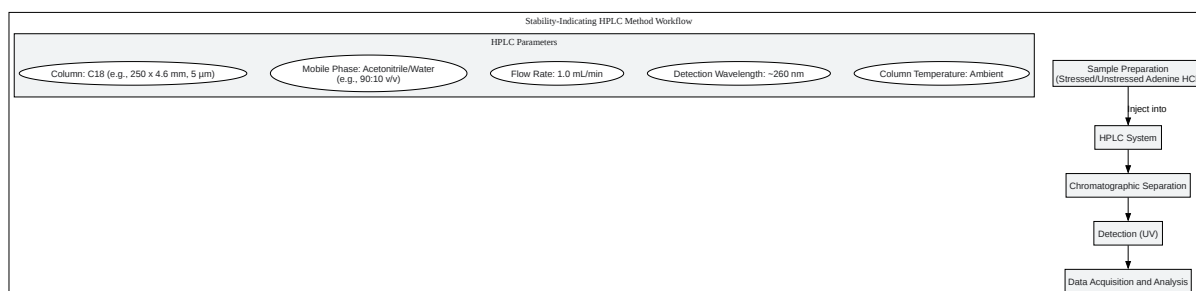 Stability-Indicating HPLC Method Workflow
HPLC Parameters
Column: C18 (e.g., 250 x 4.6 mm, 5 µm)
Mobile Phase: Acetonitrile/Water
(e.g., 90:10 v/v)
Flow Rate: 1.0 mL/min
Detection Wavelength: ~260 nm
Column Temperature: Ambient
Sample Preparation
(Stressed/Unstressed Adenine HC
Inject into
HPLC System
Chromatographic Separation
Detection (UV)
Data Acquisition and Analysis